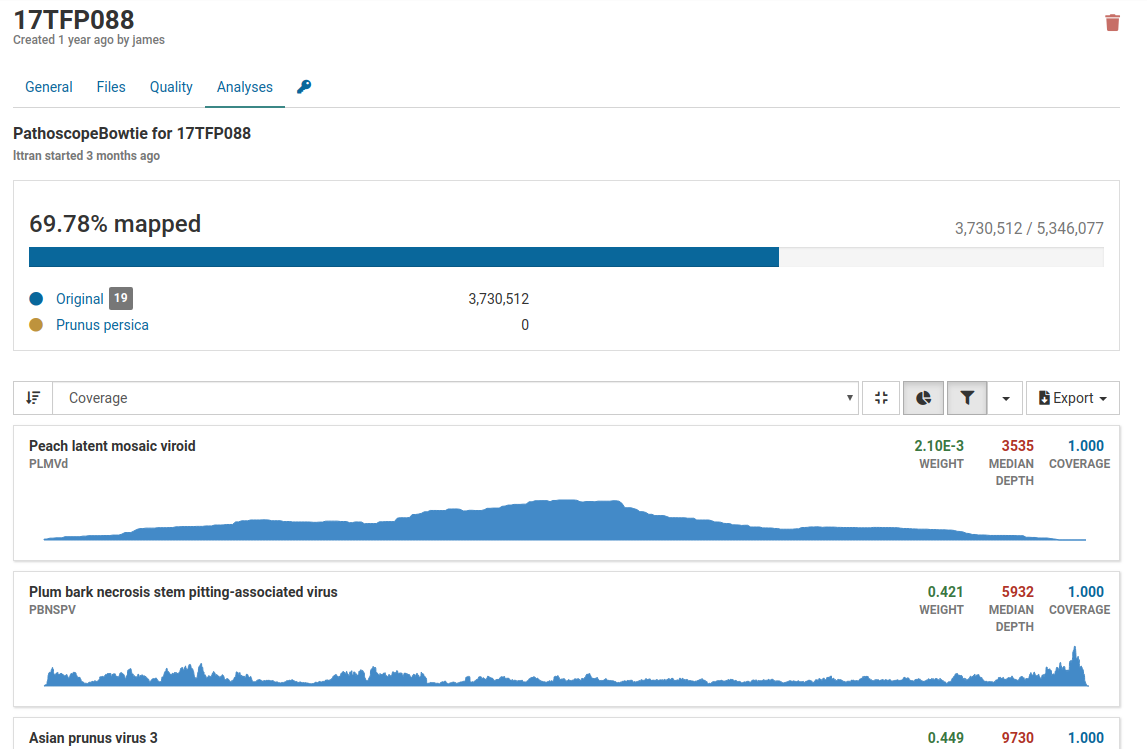 17TFP088
Created 1 year ago by james
General Files Quality Analyses
PathoscopeBowtie for 17TFP088
lttran started 3 months ago
69.78% mapped 3,730,512 / 5,346,077
Original 19 3,730,512
Prunus persica 0
Coverage Export
Peach latent mosaic viroid 2.10E-3 3535 1.000
PLMVd WEIGHT MEDIAN COVERAGE
DEPTH
Plum bark necrosis stem pitting-associated virus 0.421 5932 1.000
PBNSPV WEIGHT MEDIAN COVERAGE
DEPTH
Asian prunus virus 3 0.449 9730 1.000